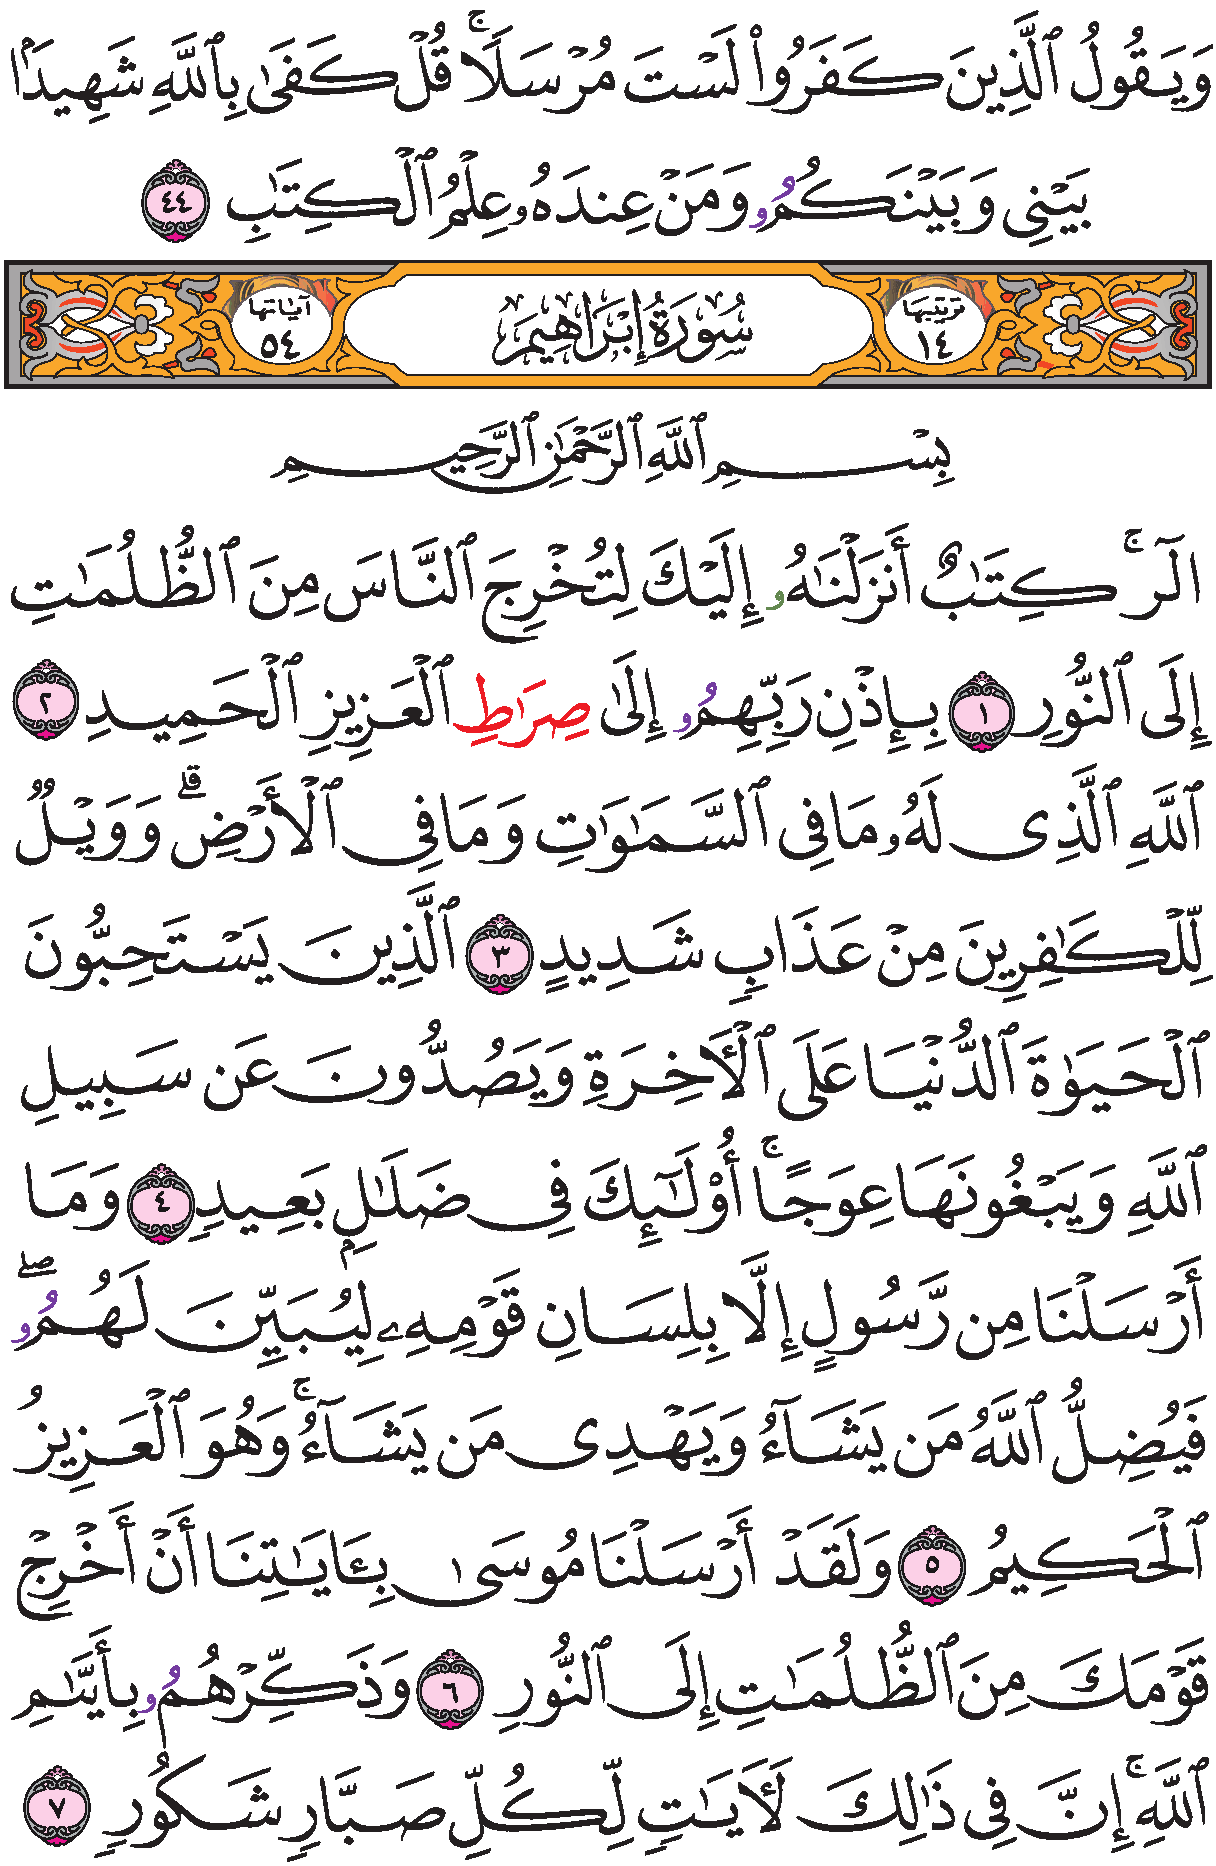 وَيَقُولُ ٱلَّذِينَ كَفَرُواْ لَسْتَ مُرْسَلًاۚ قُلْ كَفَىٰ بِٱللَّهِ شَهِيدَۢا
بَيْنِى وَبَيْنَكُمُۥ وَمَنْ عِندَهُۥ عِلْمُ ٱلْكِتَٰبِ ٤٤
ترتيبها ١٤ سُورَةُ إِبْرَاهِيمَ آياتها ٥٤
بِسْمِ ٱللَّهِ ٱلرَّحْمَٰنِ ٱلرَّحِيمِ
الٓرۚ كِتَٰبٌ أَنزَلْنَٰهُۥ إِلَيْكَ لِتُخْرِجَ ٱلنَّاسَ مِنَ ٱلظُّلُمَٰتِ
إِلَى ٱلنُّورِ ١ بِإِذْنِ رَبِّهِمُۥ إِلَىٰ صِرَٰطِ ٱلْعَزِيزِ ٱلْحَمِيدِ ٢
ٱللَّهِ ٱلَّذِى لَهُۥ مَا فِى ٱلسَّمَٰوَٰتِ وَمَا فِى ٱلْأَرْضِۗ وَوَيْلٌ
لِّلْكَٰفِرِينَ مِنْ عَذَابٍ شَدِيدٍ ٣ ٱلَّذِينَ يَسْتَحِبُّونَ
ٱلْحَيَوٰةَ ٱلدُّنْيَا عَلَى ٱلْأَخِرَةِ وَيَصُدُّونَ عَن سَبِيلِ
ٱللَّهِ وَيَبْغُونَهَا عِوَجًاۚ أُوْلَٰٓئِكَ فِى ضَلَٰلِۭ بَعِيدٍ ٤ وَمَا
أَرْسَلْنَا مِن رَّسُولٍ إِلَّا بِلِسَانِ قَوْمِهِۦ لِيُبَيِّنَ لَهُمُۥۖ
فَيُضِلُّ ٱللَّهُ مَن يَشَآءُ وَيَهْدِى مَن يَشَآءُۚ وَهُوَ ٱلْعَزِيزُ
ٱلْحَكِيمُ ٥ وَلَقَدْ أَرْسَلْنَا مُوسَىٰ بِـَٔايَٰتِنَا أَنْ أَخْرِجْ
قَوْمَكَ مِنَ ٱلظُّلُمَٰتِ إِلَى ٱلنُّورِ ٦ وَذَكِّرْهُمُۥ بِأَيَّىٰمِ
ٱللَّهِۚ إِنَّ فِى ذَٰلِكَ لَأَيَٰتٍ لِّكُلِّ صَبَّارٍ شَكُورٍ ٧